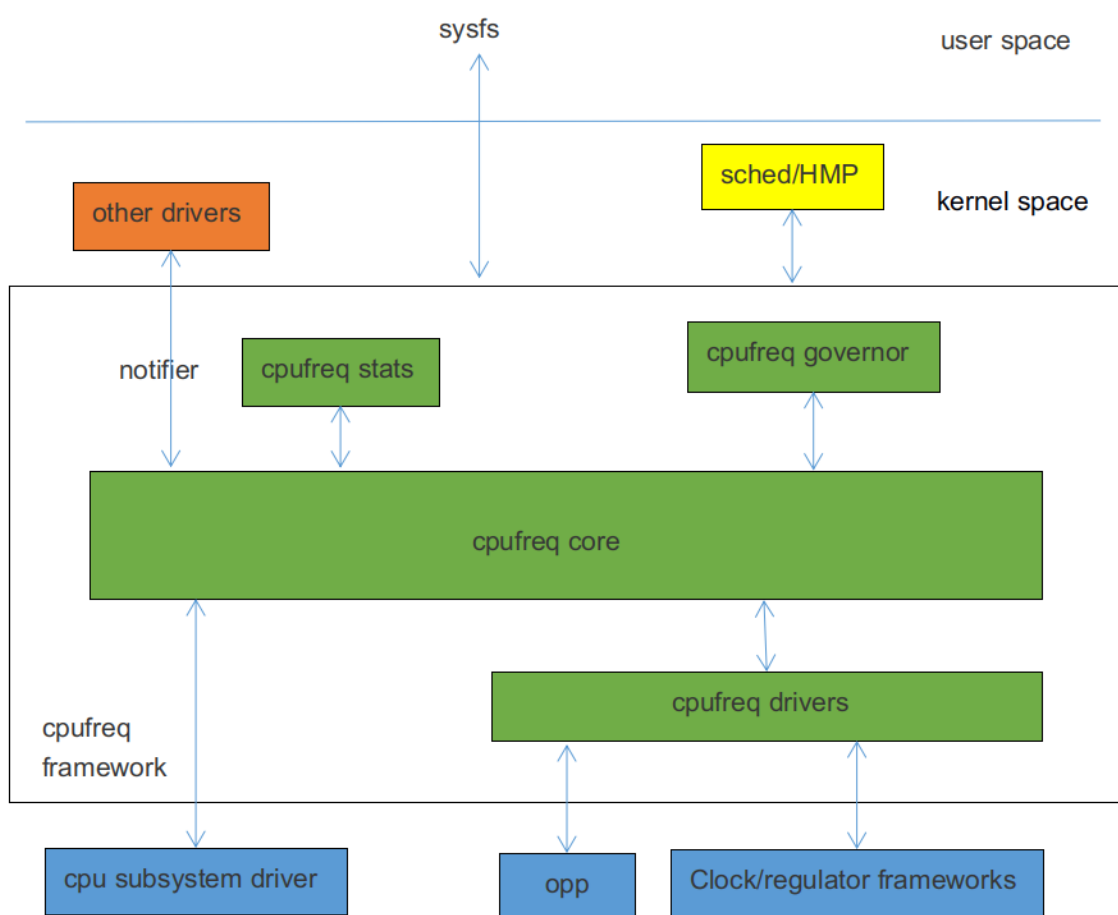 sysfs
user space
sched/HMP
other drivers
kernel space
notifier
cpufreq stats
cpufreq governor
cpufreq core
cpufreq drivers
cpufreq
framework
cpu subsystem driver
opp
Clock/regulator frameworks